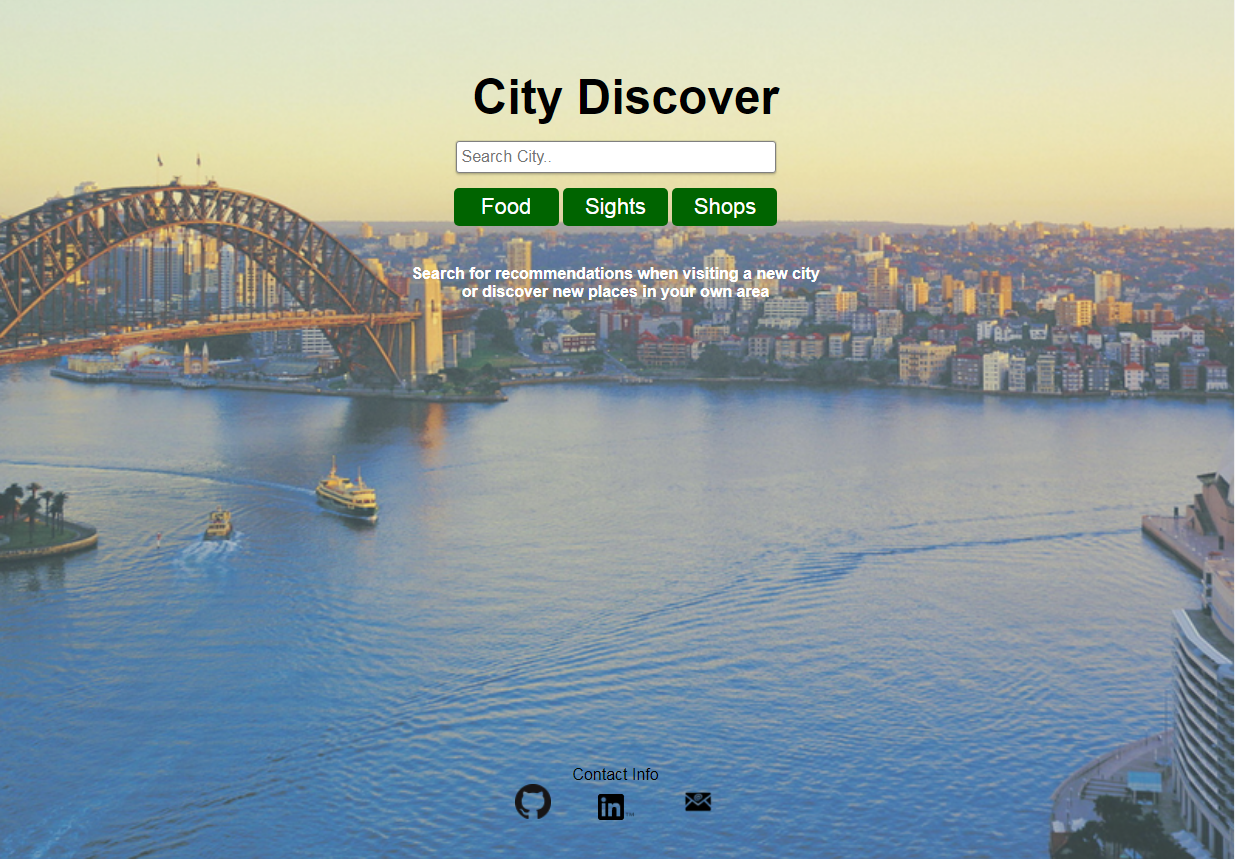 City Discover
Search City..
Food Sights Shops
Search for recommendations when visiting a new city
or discover new places in your own area
Contact Info
in